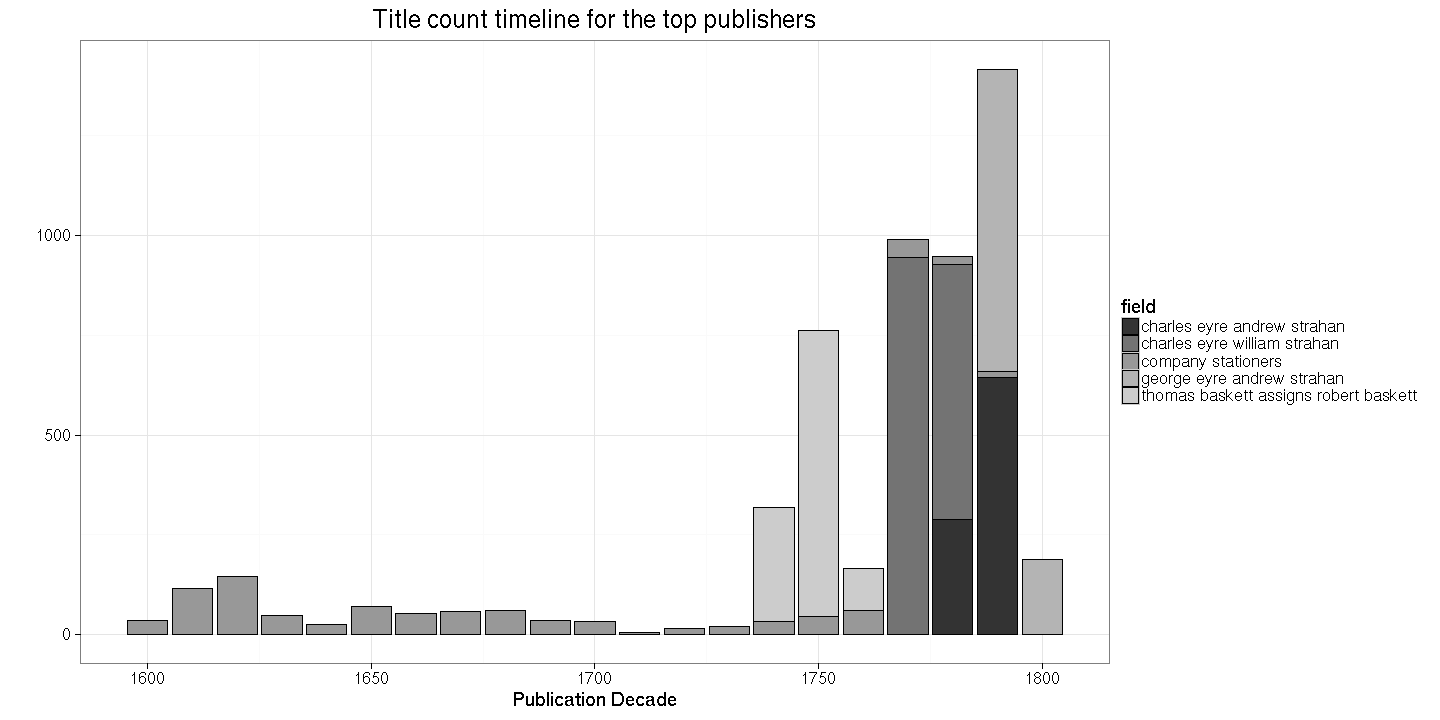 Title count timeline for the top publishers
1000
500
0
1600 1650 1700 1750 1800
Publication Decade
field
charles eyre andrew strahan
charles eyre william strahan
company stationers
george eyre andrew strahan
thomas baskett assigns robert baskett